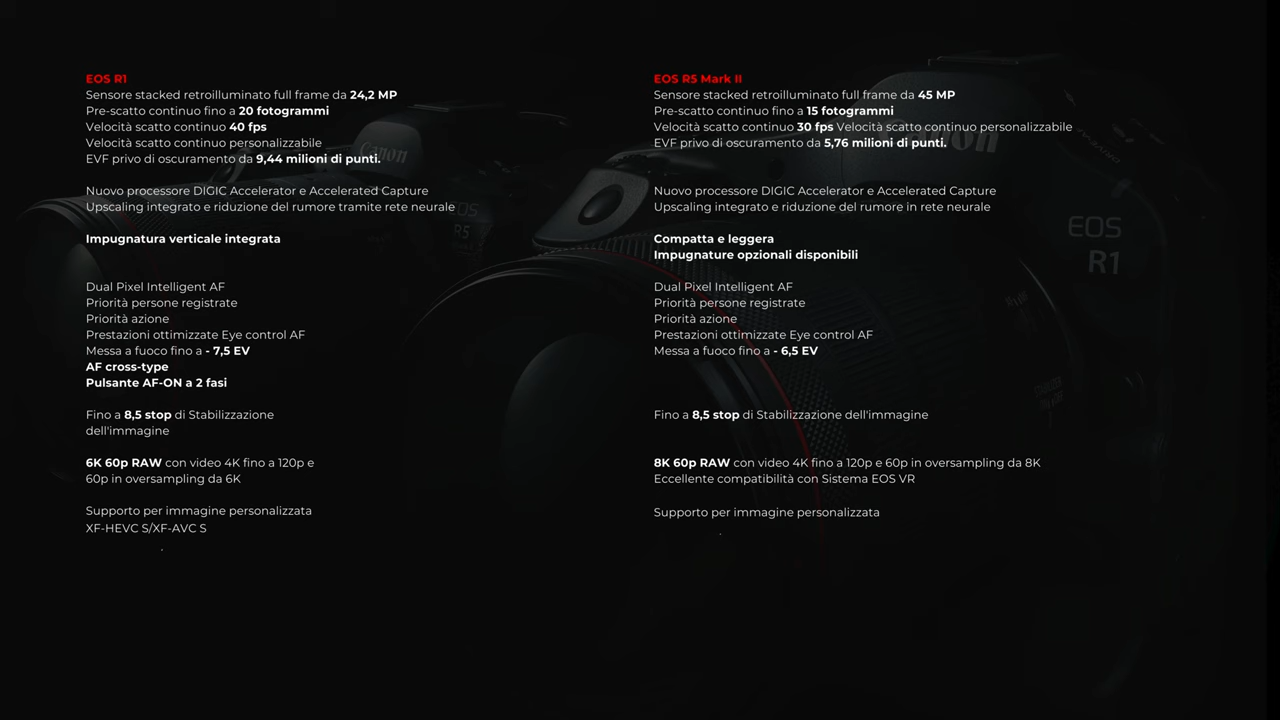 EOS R1
Sensore stacked retroilluminato full frame da 24,2 MP
Pre-scatto continuo fino a 20 fotogrammi
Velocità scatto continuo 40 fps
Velocità scatto continuo personalizzabile
EVF privo di oscuramento da 9,44 milioni di punti.
Nuovo processore DIGIC Accelerator e Accelerated Capture
Upscaling integrato e riduzione del rumore tramite rete neurale
Impugnatura verticale integrata
Dual Pixel Intelligent AF
Priorità persone registrate
Priorità azione
Prestazioni ottimizzate Eye control AF
Messa a fuoco fino a - 7,5 EV
AF cross-type
Pulsante AF-ON a 2 fasi
Fino a 8,5 stop di Stabilizzazione
dell'immagine
6K 60p RAW con video 4K fino a 120p e
60p in oversampling da 6K
Supporto per immagine personalizzata
XF-HEVC S/XF-AVC S
EOS R5 Mark II
Sensore stacked retroilluminato full frame da 45 MP
Pre-scatto continuo fino a 15 fotogrammi
Velocità scatto continuo 30 fps Velocità scatto continuo personalizzabile
EVF privo di oscuramento da 5,76 milioni di punti.
Nuovo processore DIGIC Accelerator e Accelerated Capture
Upscaling integrato e riduzione del rumore in rete neurale
Compatta e leggera
Impugnature opzionali disponibili
Dual Pixel Intelligent AF
Priorità persone registrate
Priorità azione
Prestazioni ottimizzate Eye control AF
Messa a fuoco fino a - 6,5 EV
Fino a 8,5 stop di Stabilizzazione dell'immagine
8K 60p RAW con video 4K fino a 120p e 60p in oversampling da 8K
Eccellente compatibilità con Sistema EOS VR
Supporto per immagine personalizzata
Canon
EOS
R5
Canon
EOS
R1